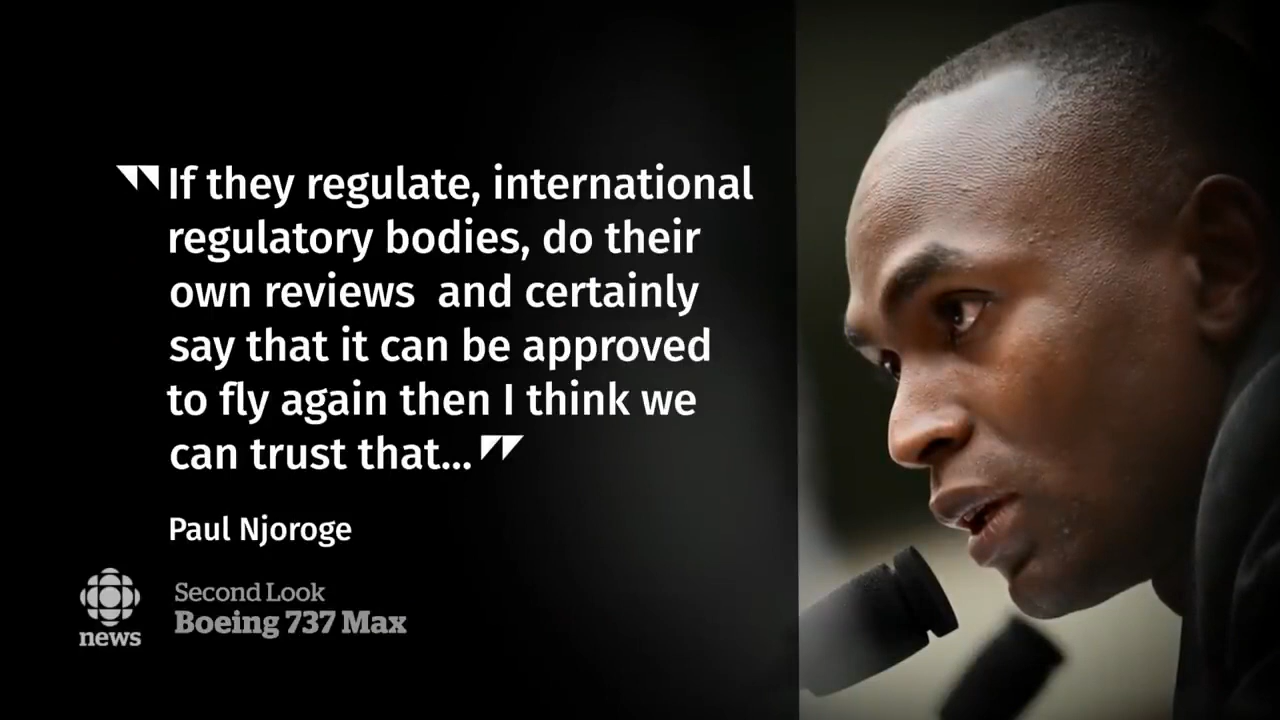 "If they regulate, international
regulatory bodies, do their
own reviews  and certainly
say that it can be approved
to fly again then I think we
can trust that..."
Paul Njoroge
Second Look
Boeing 737 Max
news